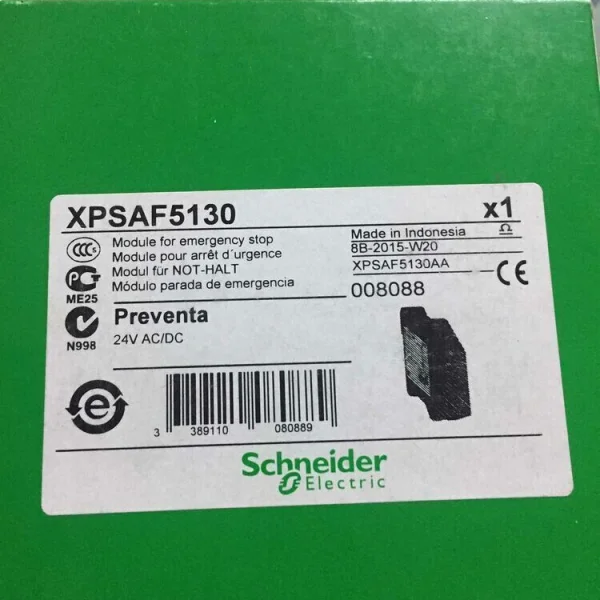 XPSAF5130
x1
Module for emergency stop
Module pour arrêt d'urgence
Modul für NOT-HALT
Módulo parada de emergencia
Made in Indonesia
8B-2015-W20
XPSAF5130AA
008088
CCC S
PCT
ME25
N998
CE
Preventa
24V AC/DC
e
3 389110 080889
Schneider
Electric